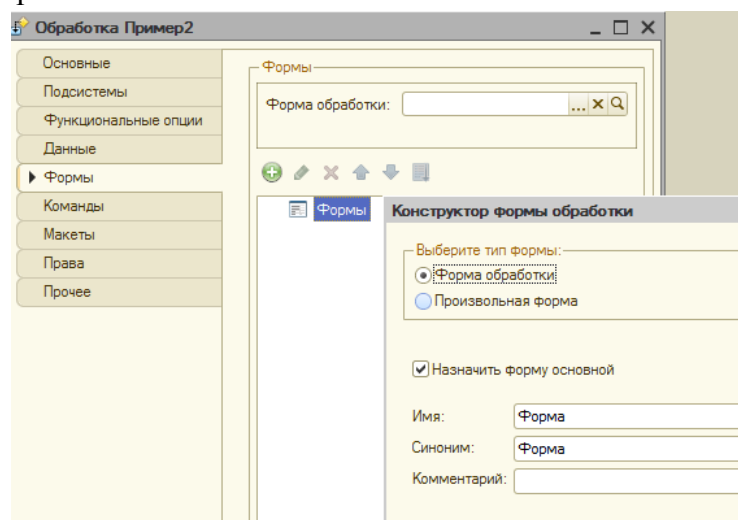 Обработка Пример2
Основные
Подсистемы
Функциональные опции
Данные
Формы
Команды
Макеты
Права
Прочее
Формы
Форма обработки:
...
Формы
Конструктор формы обработки
Выберите тип формы:
Форма обработки
Произвольная форма
Назначить форму основной
Имя: Форма
Синоним: Форма
Комментарий: